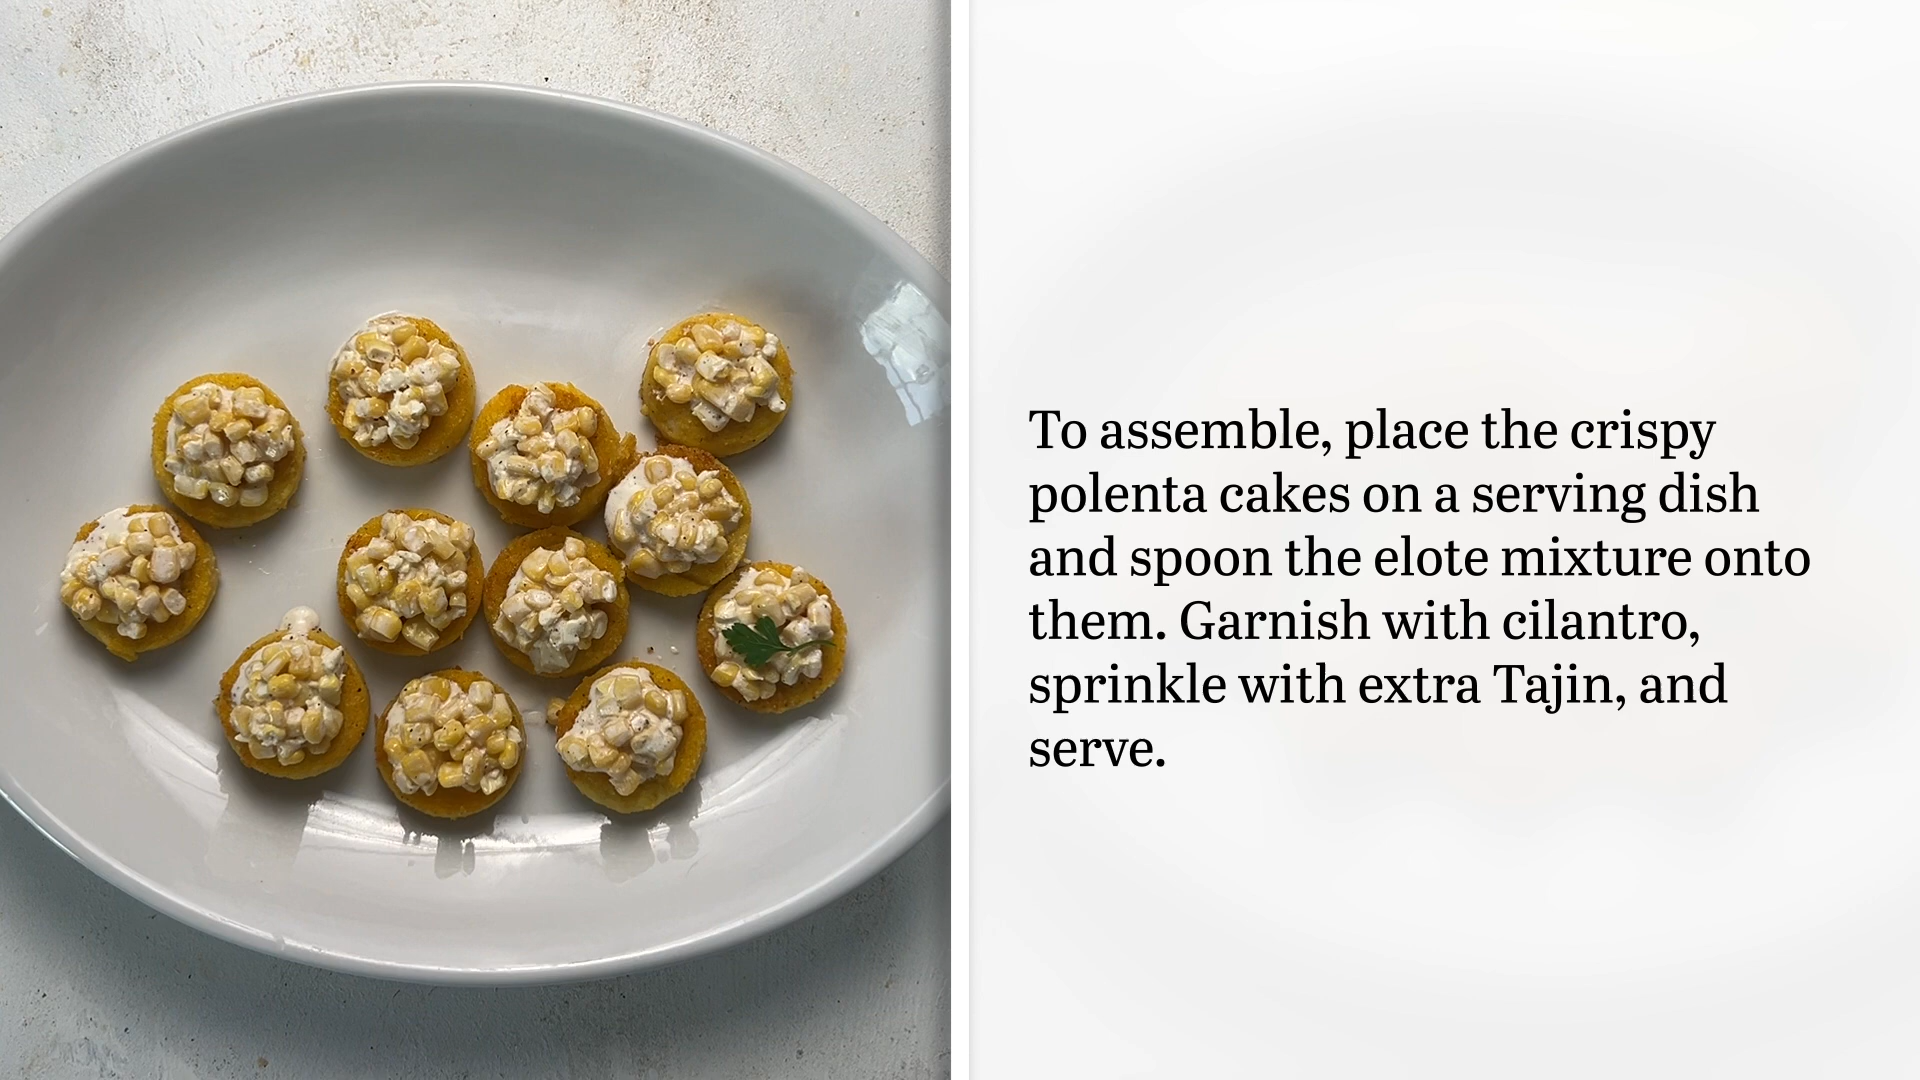 To assemble, place the crispy
polenta cakes on a serving dish
and spoon the elote mixture onto
them. Garnish with cilantro,
sprinkle with extra Tajin, and
serve.